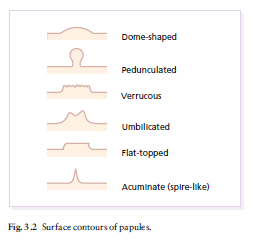 Dome-shaped
Pedunculated
Verrucous
Umbilicated
Flat-topped
Acuminate (spire-like)
Fig. 3.2 Surface contours of papules.